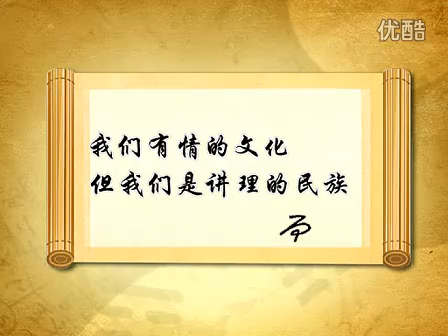 优酷
我们有情的文化
但我们是讲理的民族